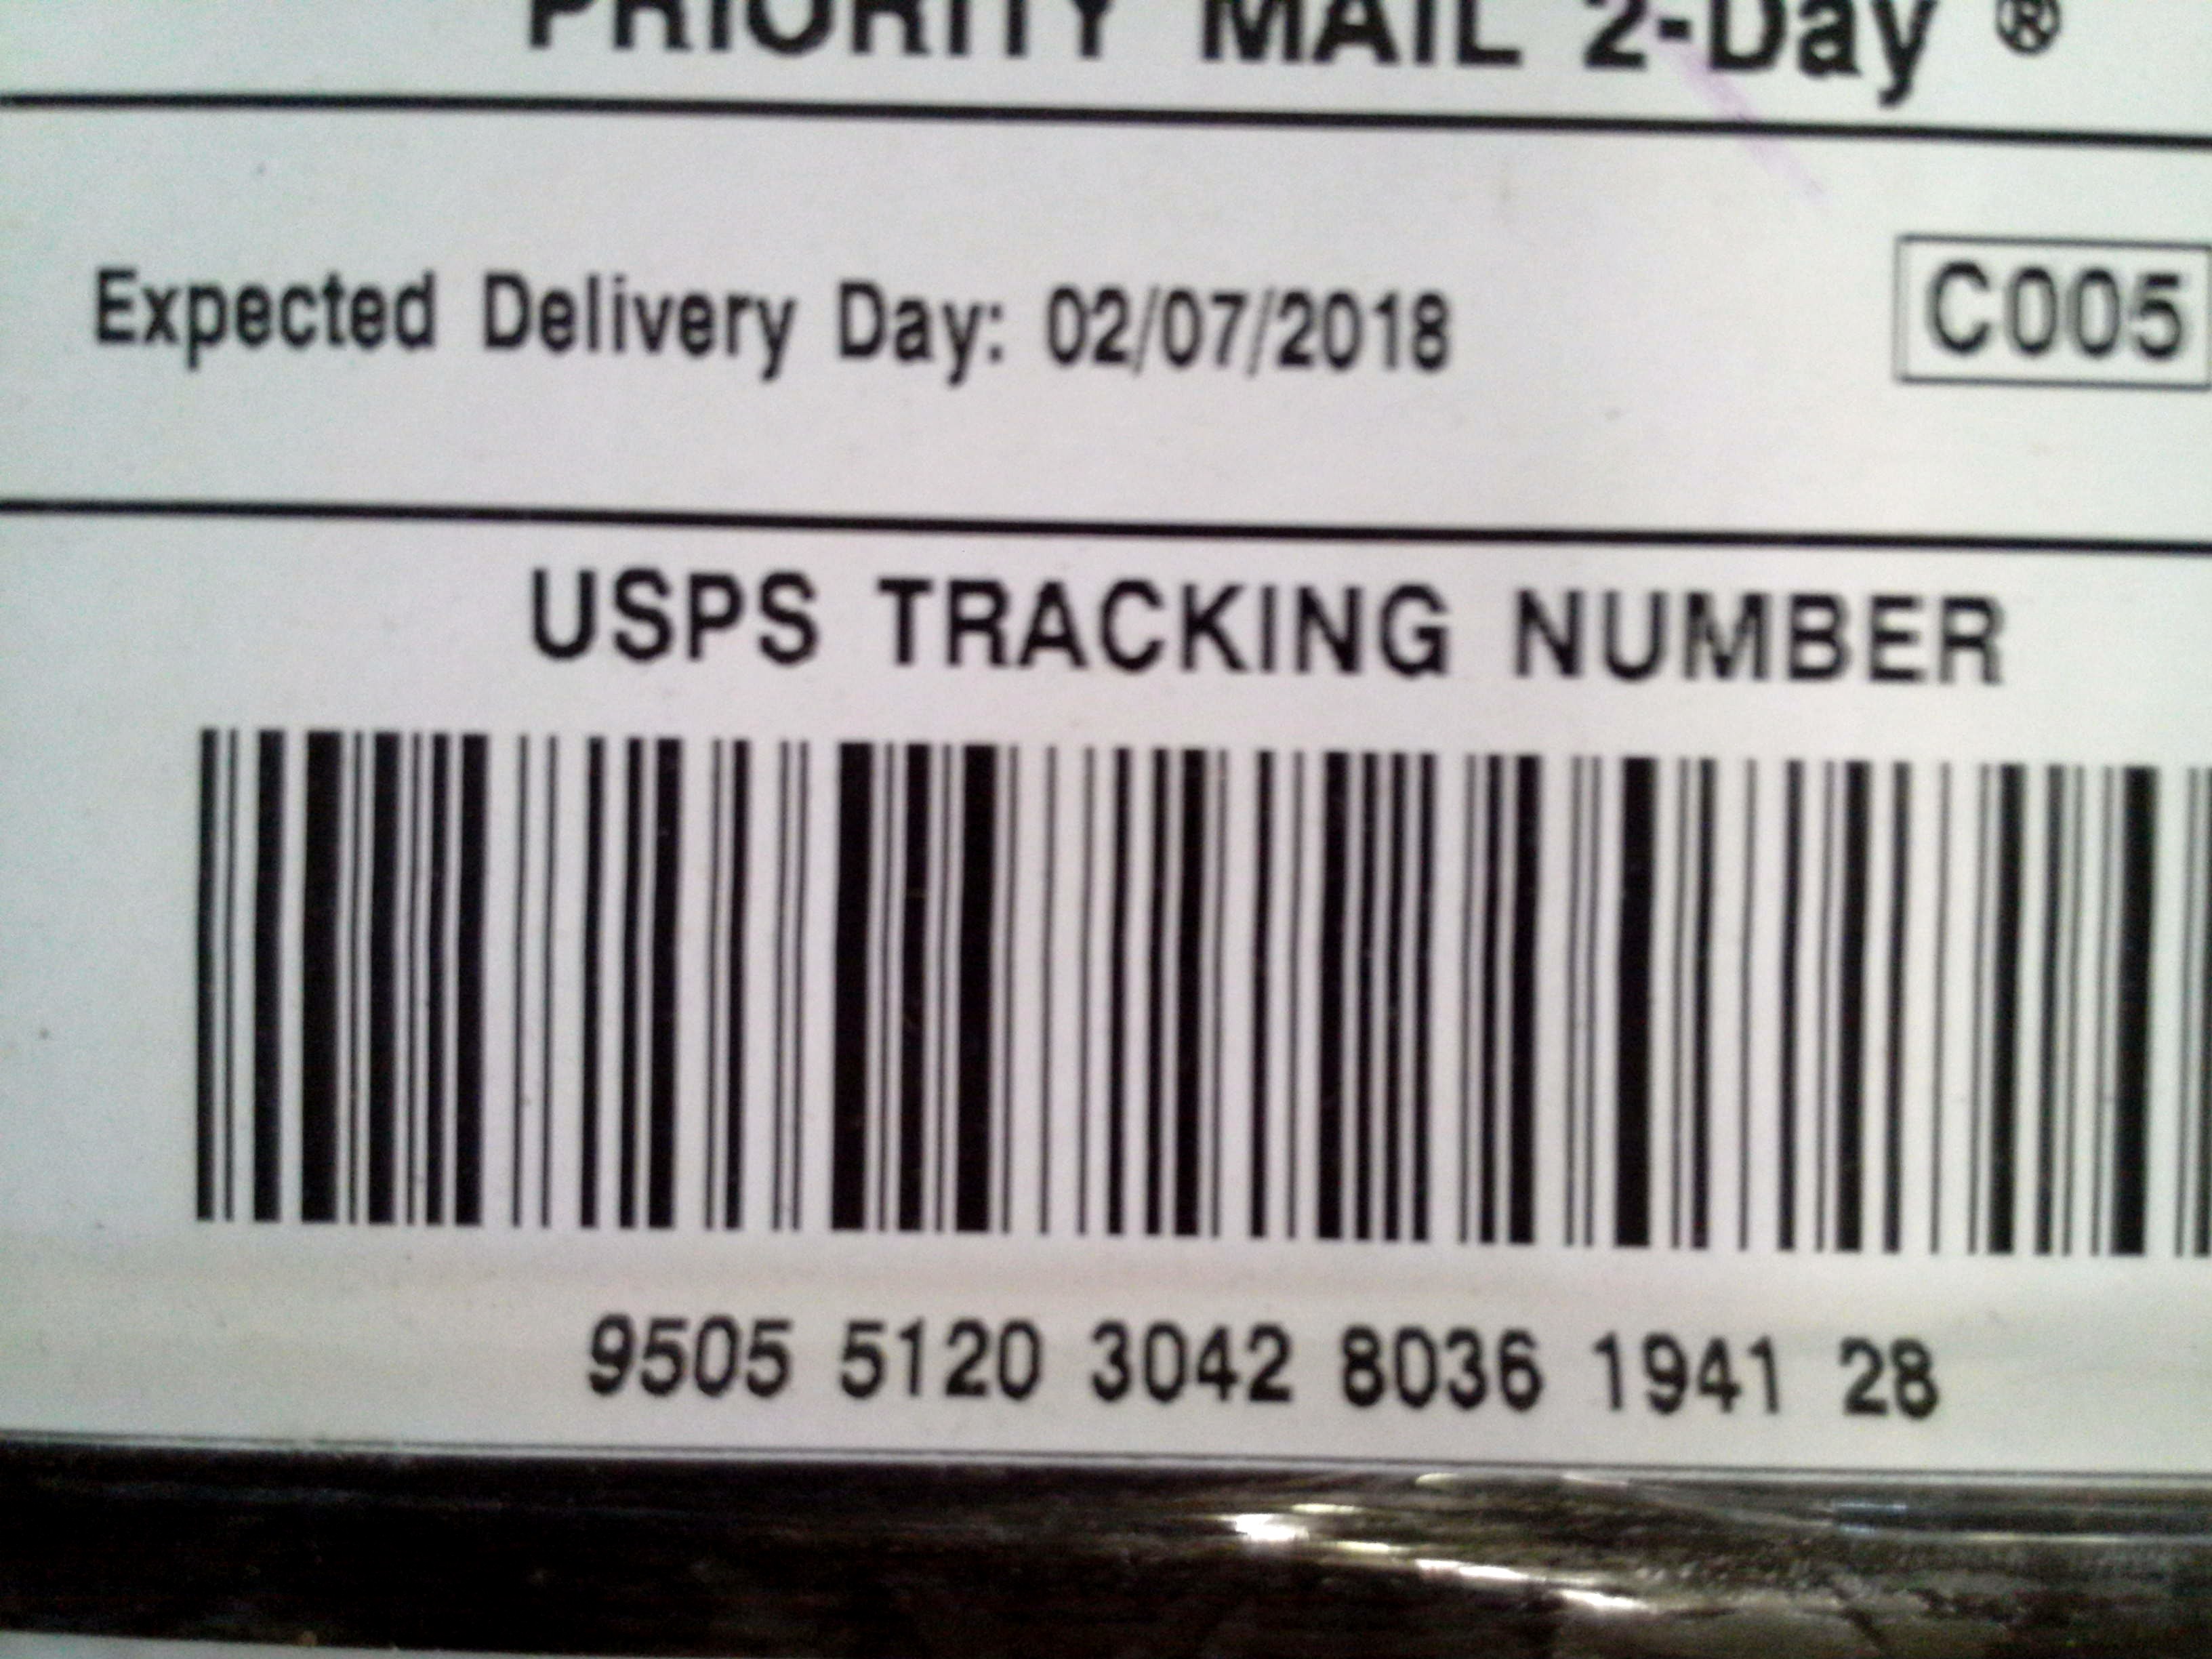 PRIORITY MAIL 2-Day ®
Expected Delivery Day: 02/07/2018
C005
USPS TRACKING NUMBER
9505 5120 3042 8036 1941 28